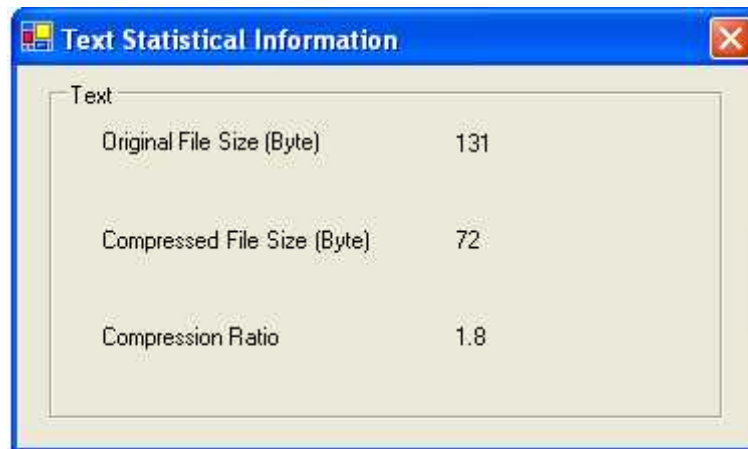 Text Statistical Information
Text
Original File Size (Byte) 131
Compressed File Size (Byte) 72
Compression Ratio 1.8